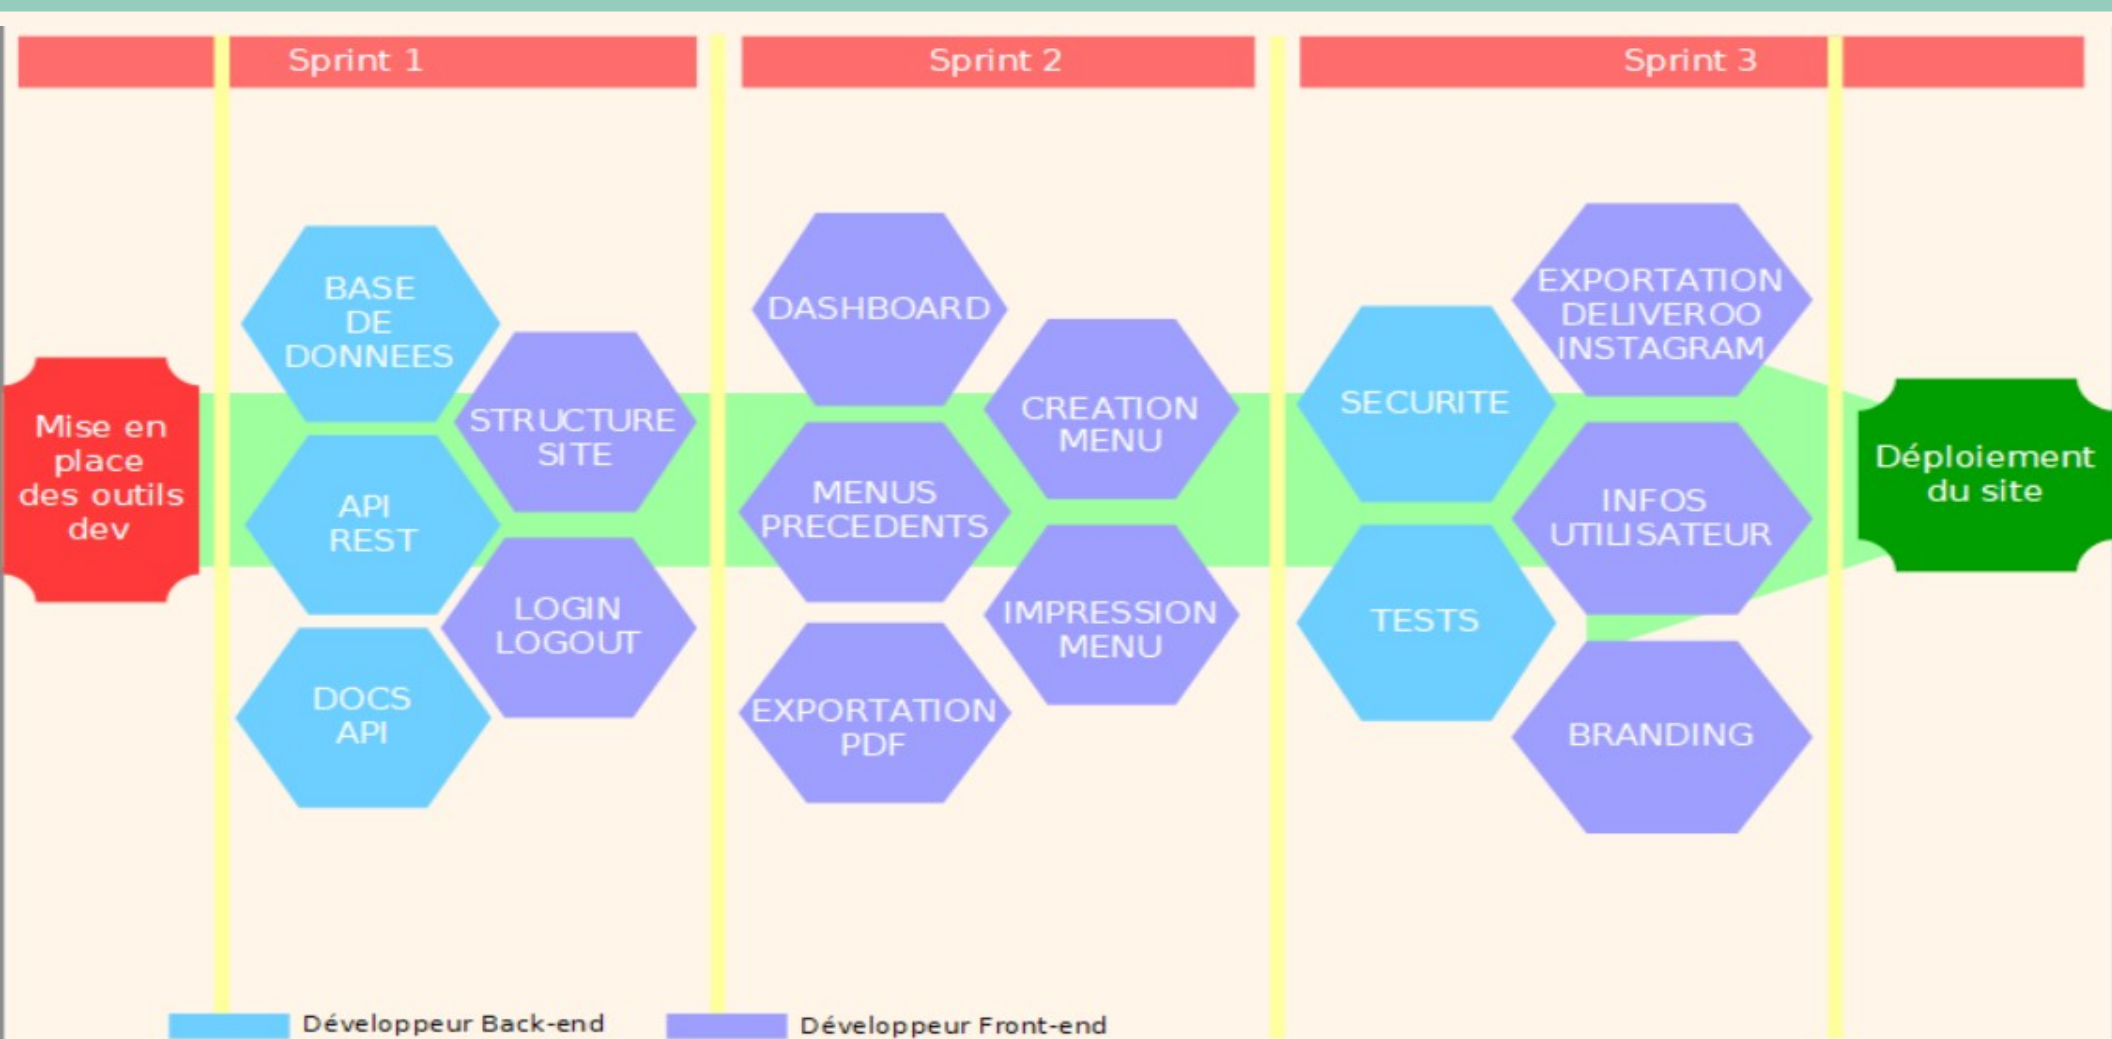 Sprint 1
Sprint 2
Sprint 3
Mise en
place
des outils
dev
BASE
DE
DONNEES
API
REST
DOCS
API
STRUCTURE
SITE
LOGIN
LOGOUT
DASHBOARD
MENUS
PRECEDENTS
EXPORTATION
PDF
CREATION
MENU
IMPRESSION
MENU
SECURITE
TESTS
EXPORTATION
DELIVEROO
INSTAGRAM
INFOS
UTILISATEUR
BRANDING
Déploiement
du site
Développeur Back-end
Développeur Front-end